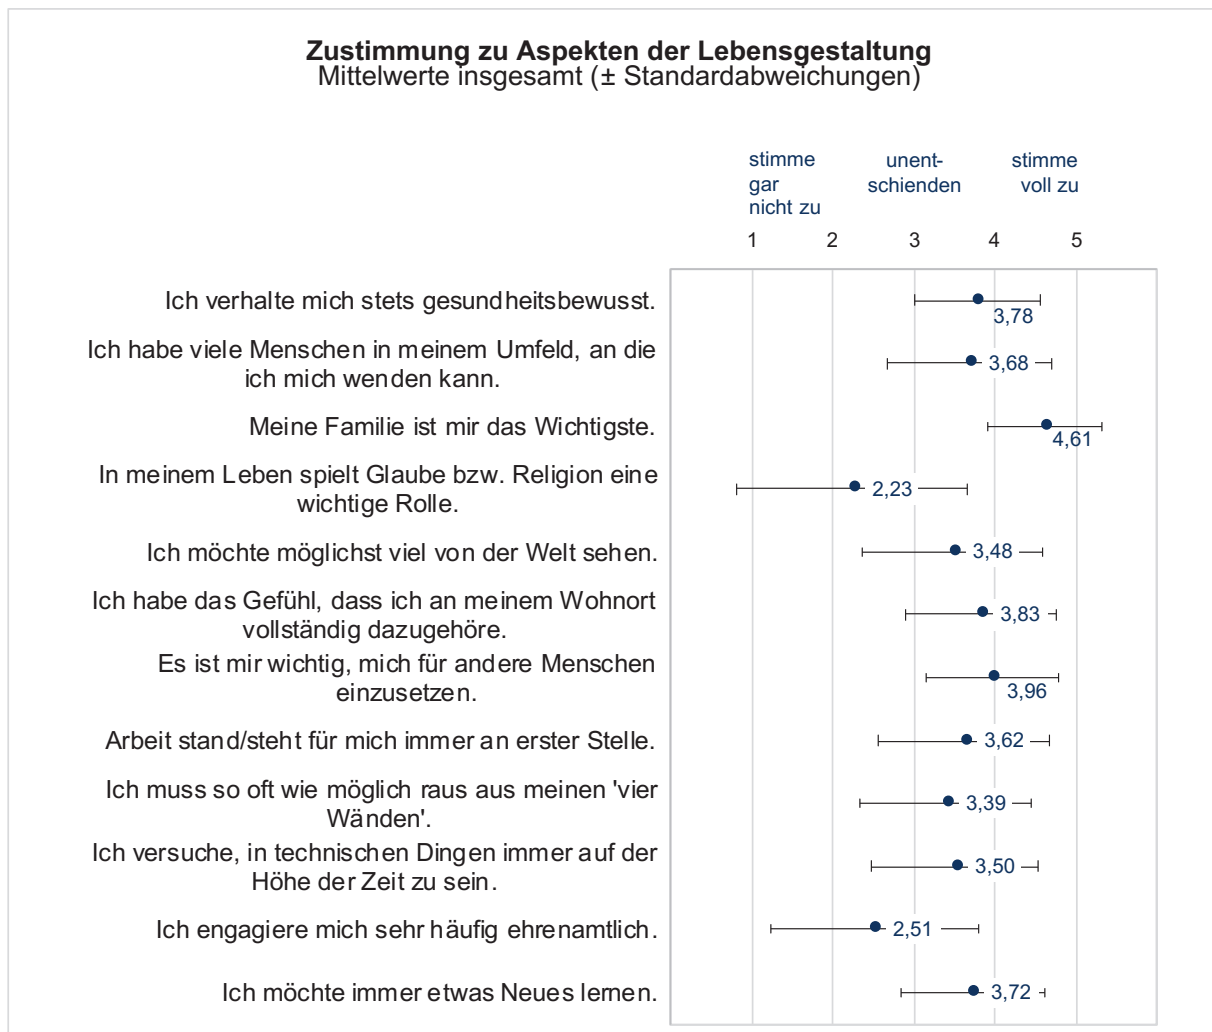 Zustimmung zu Aspekten der Lebensgestaltung
Mittelwerte insgesamt (± Standardabweichungen)
stimme
gar
nicht zu
unent-
schienden
stimme
voll zu
1 2 3 4 5
Ich verhalte mich stets gesundheitsbewusst.
3,78
Ich habe viele Menschen in meinem Umfeld, an die
ich mich wenden kann.
3,68
Meine Familie ist mir das Wichtigste.
4,61
In meinem Leben spielt Glaube bzw. Religion eine
wichtige Rolle.
2,23
Ich möchte möglichst viel von der Welt sehen.
3,48
Ich habe das Gefühl, dass ich an meinem Wohnort
vollständig dazugehöre.
3,83
Es ist mir wichtig, mich für andere Menschen
einzusetzen.
3,96
Arbeit stand/steht für mich immer an erster Stelle.
3,62
Ich muss so oft wie möglich raus aus meinen 'vier
Wänden'.
3,39
Ich versuche, in technischen Dingen immer auf der
Höhe der Zeit zu sein.
3,50
Ich engagiere mich sehr häufig ehrenamtlich.
2,51
Ich möchte immer etwas Neues lernen.
3,72